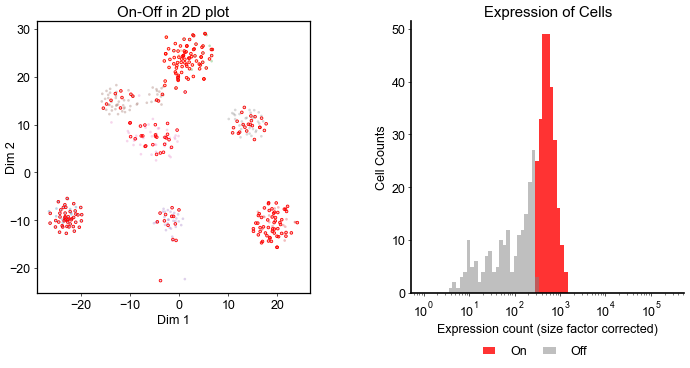 On-Off in 2D plot
30
20
10
0
−10
−20
Dim 2
−20
−10
0
10
20
Dim 1
Expression of Cells
50
40
30
20
10
0
Cell Counts
10⁰
10¹
10²
10³
10⁴
10⁵
Expression count (size factor corrected)
On
Off